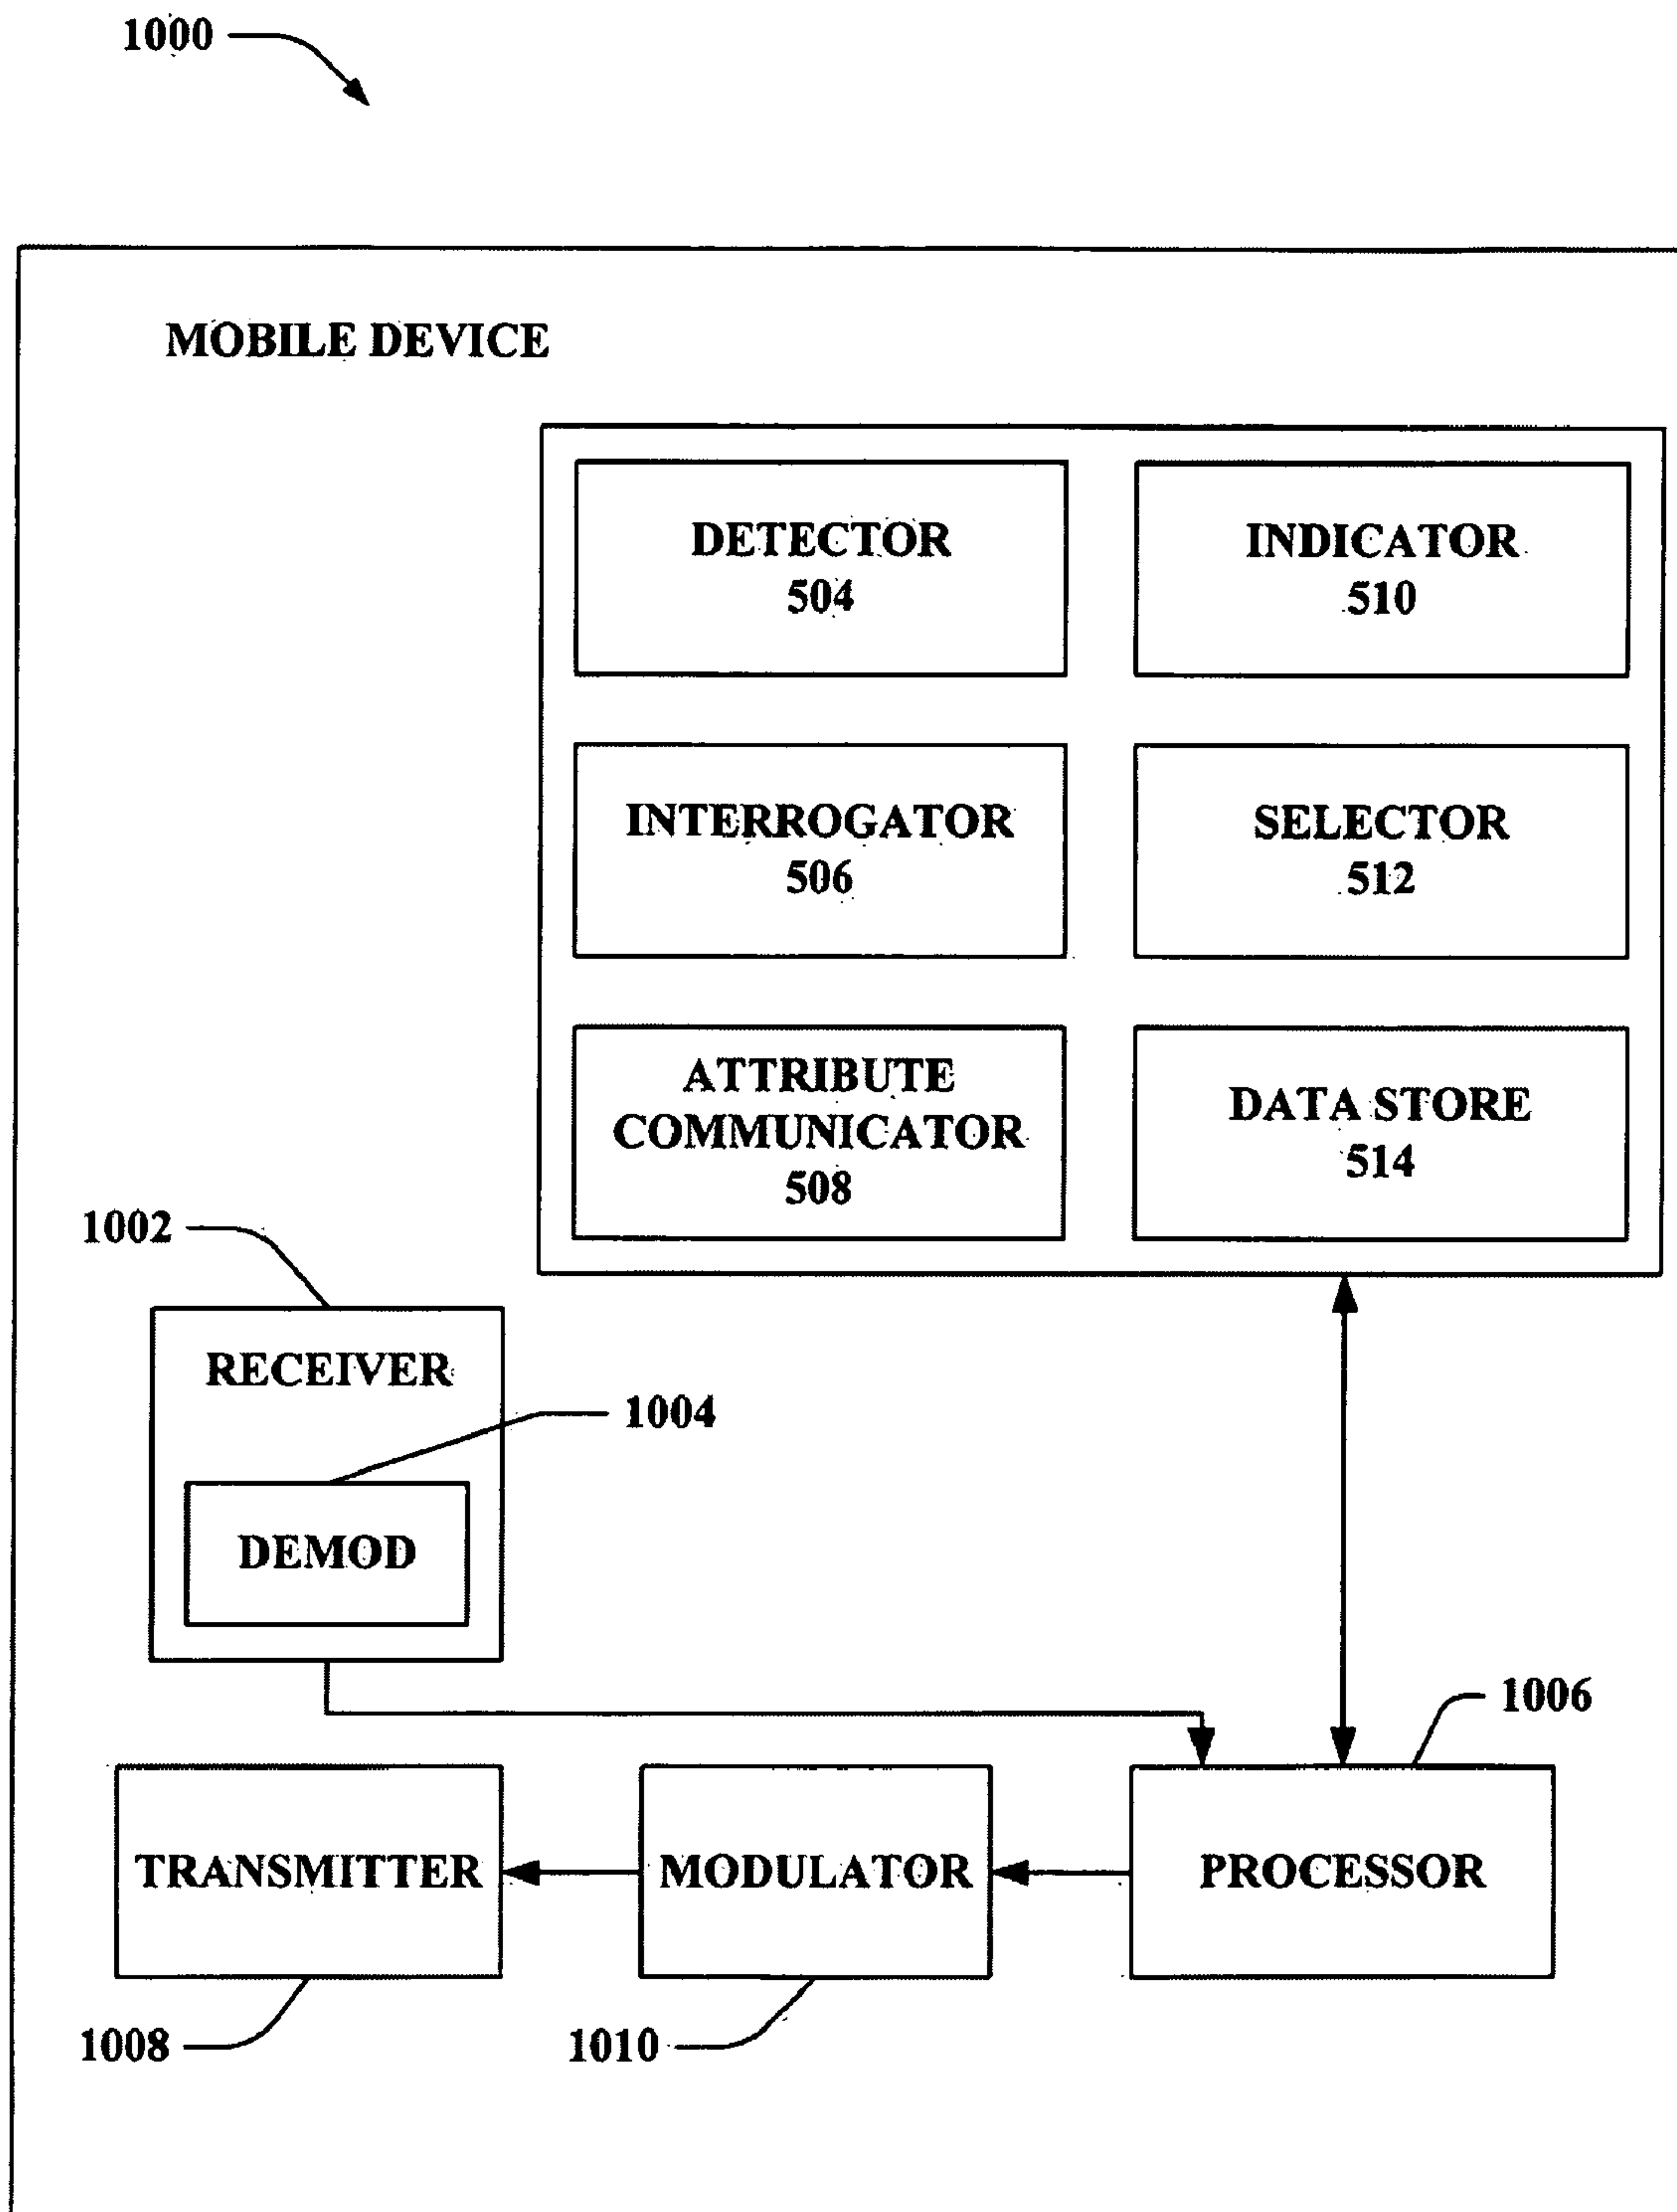 1000
MOBILE DEVICE
DETECTOR
504
INDICATOR
510
INTERROGATOR
506
SELECTOR
512
ATTRIBUTE
COMMUNICATOR
508
DATA STORE
514
1002
RECEIVER
1004
DEMOD
1006
TRANSMITTER
MODULATOR
PROCESSOR
1008
1010